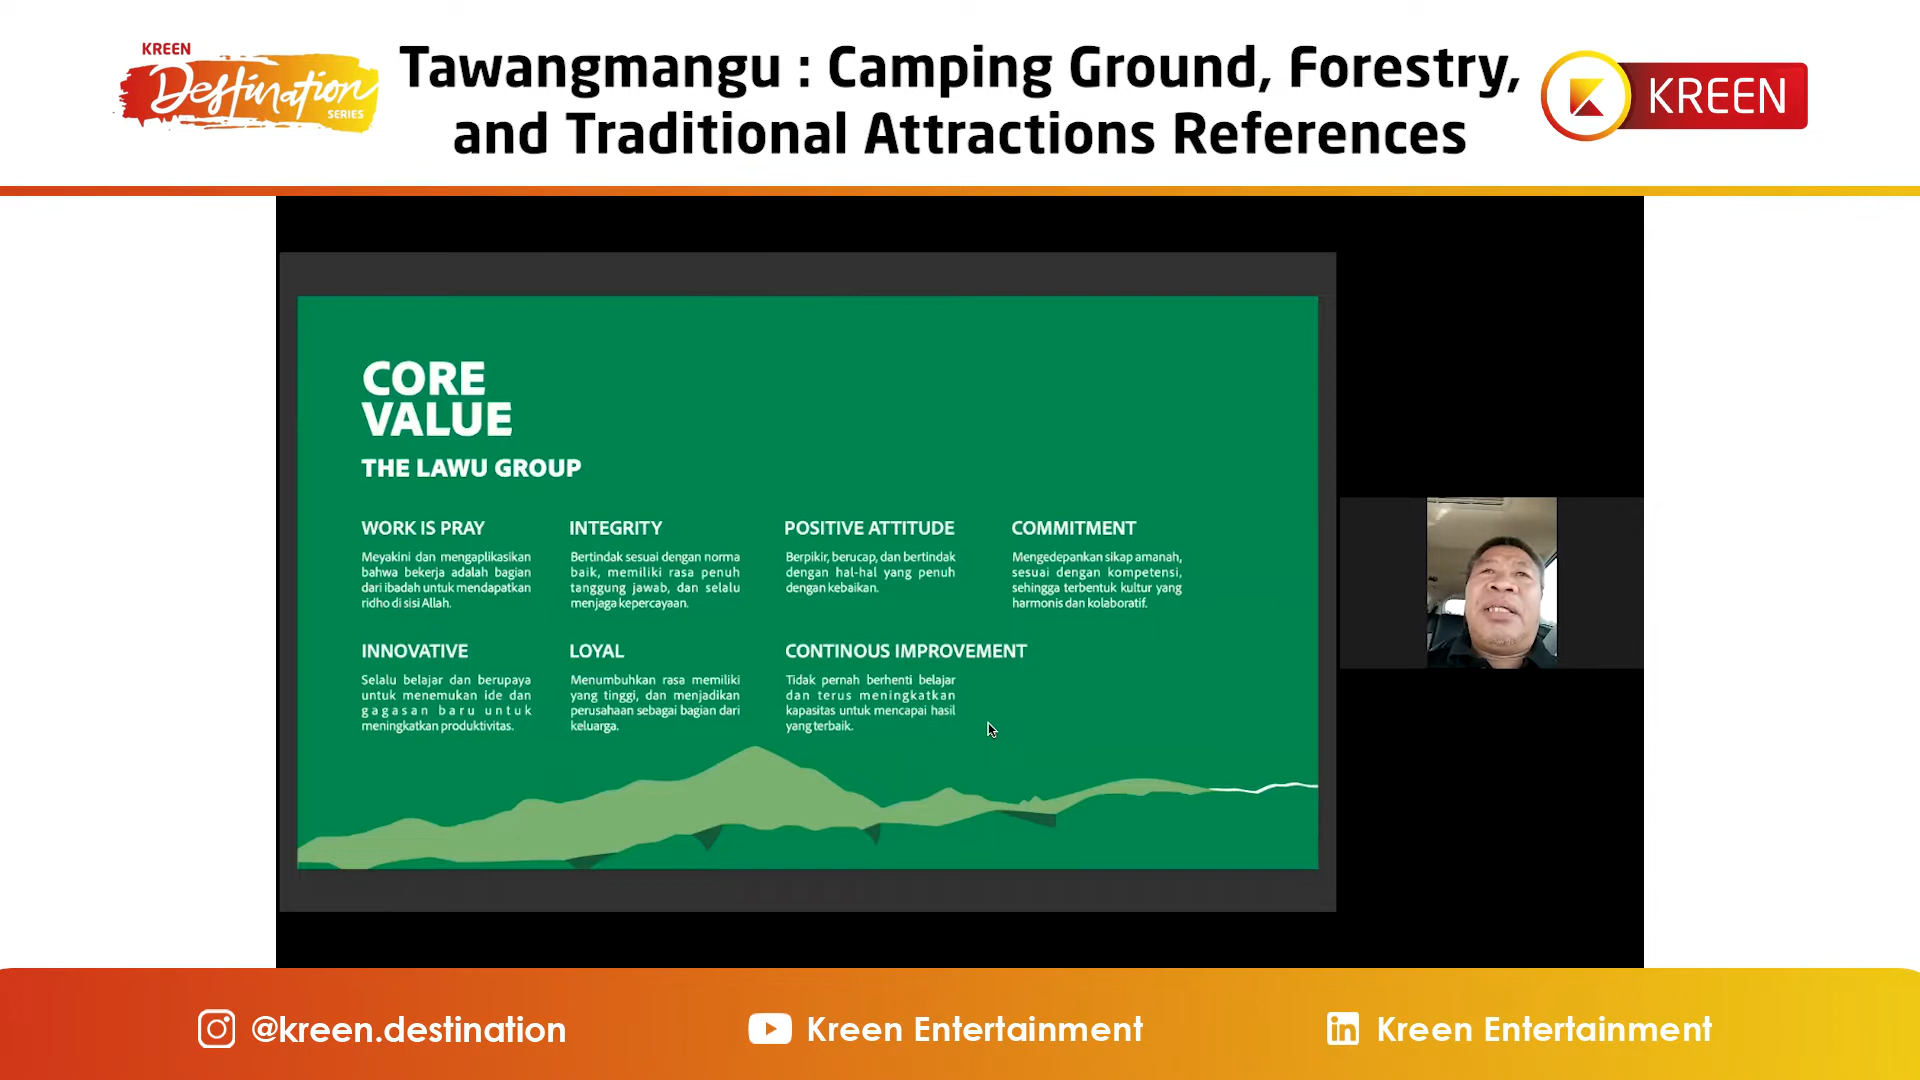 KREEN
Destination
SERIES
Tawangmangu : Camping Ground, Forestry,
and Traditional Attractions References
KREEN
CORE
VALUE
THE LAWU GROUP
WORK IS PRAY
Meyakini dan mengaplikasikan
bahwa bekerja adalah bagian
dari ibadah untuk mendapatkan
ridho di sisi Allah.
INTEGRITY
Bertindak sesuai dengan norma
baik, memiliki rasa penuh
tanggung jawab, dan selalu
menjaga kepercayaan.
POSITIVE ATTITUDE
Berpikir, berucap, dan bertindak
dengan hal-hal yang penuh
dengan kebaikan.
COMMITMENT
Mengedepankan sikap amanah,
sesuai dengan kompetensi,
sehingga terbentuk kultur yang
harmonis dan kolaboratif.
INNOVATIVE
Selalu belajar dan berupaya
untuk menemukan ide dan
gagasan baru untuk
meningkatkan produktivitas.
LOYAL
Menumbuhkan rasa memiliki
yang tinggi, dan menjadikan
perusahaan sebagai bagian dari
keluarga.
CONTINOUS IMPROVEMENT
Tidak pernah berhenti belajar
dan terus meningkatkan
kapasitas untuk mencapai hasil
yang terbaik.
@kreen.destination
Kreen Entertainment
Kreen Entertainment